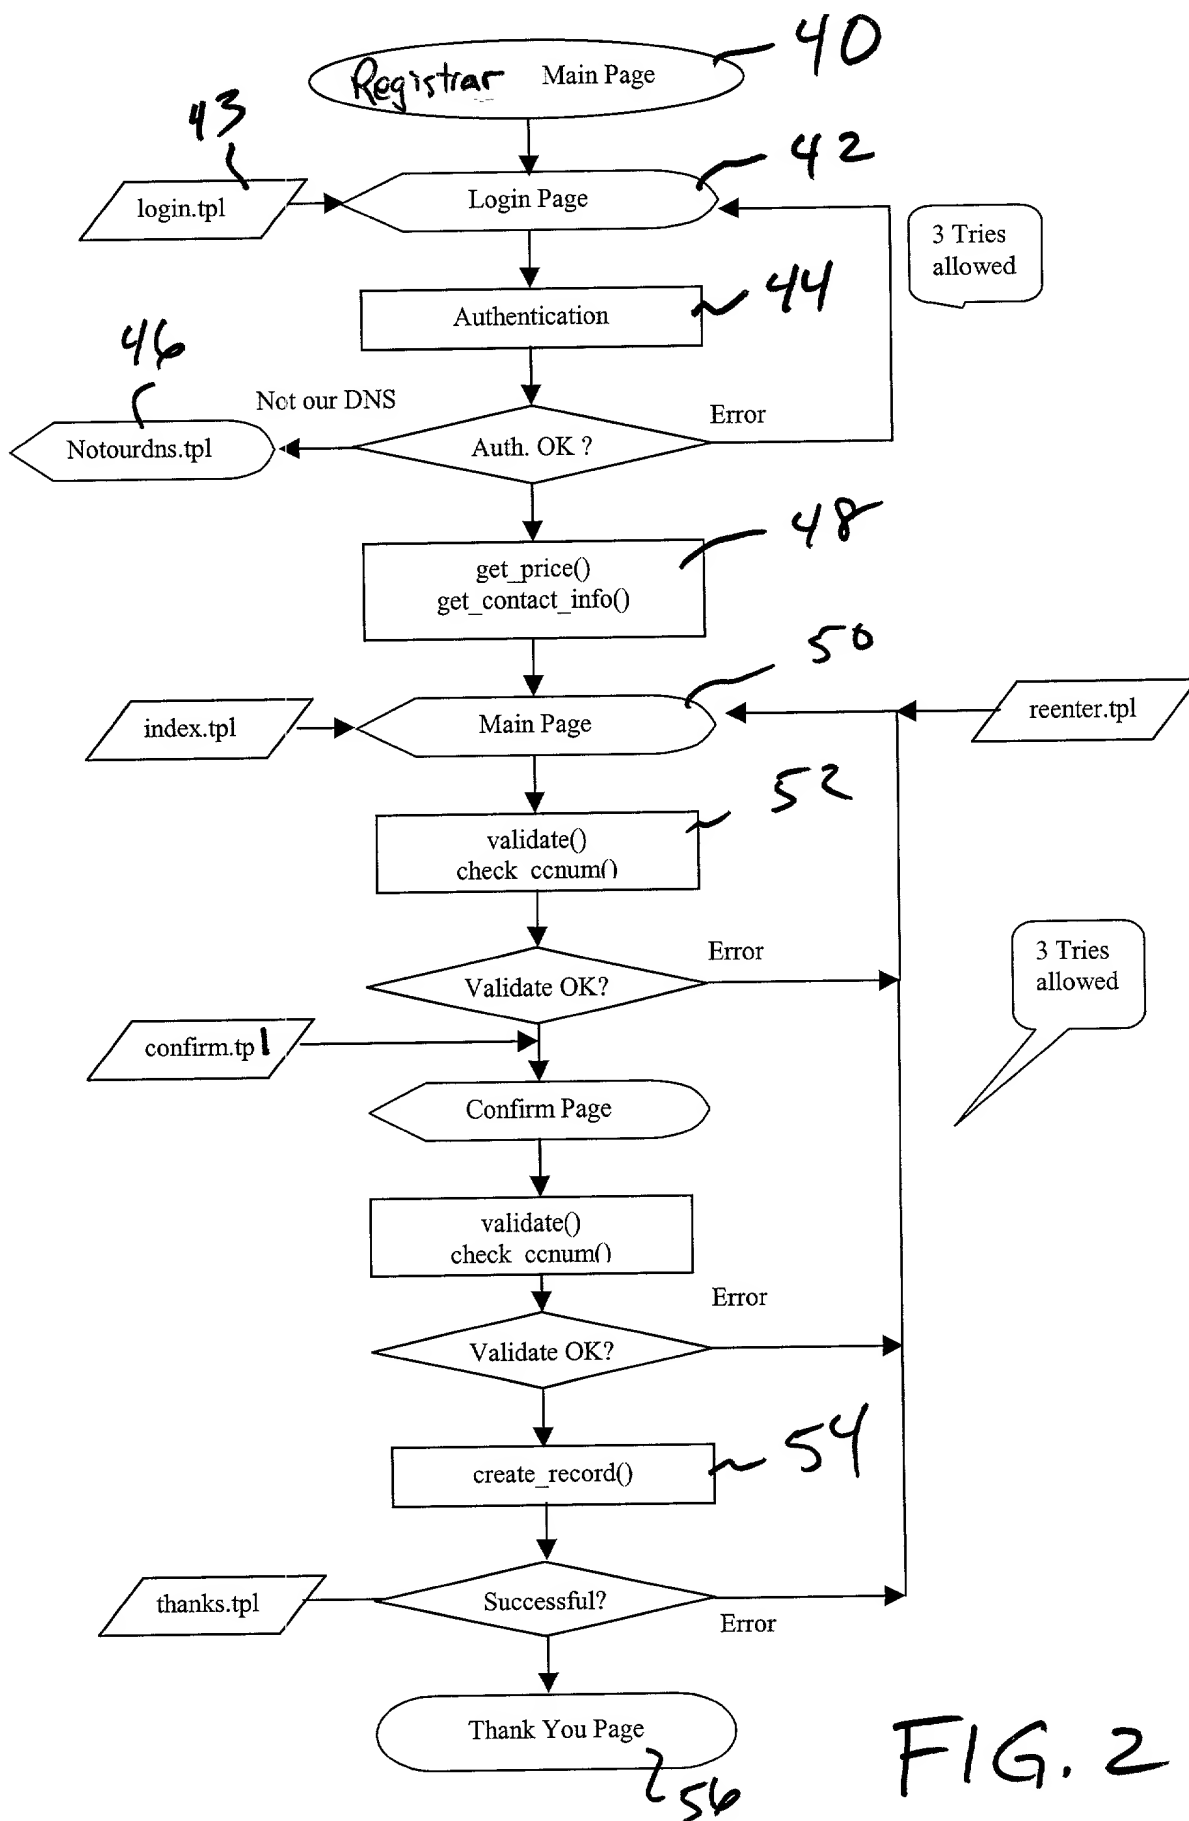 40
Registrar Main Page
43
42
login.tpl
Login Page
3 Tries
allowed
44
Authentication
46
Not our DNS
Error
Notourdns.tpl
Auth. OK ?
48
get_price()
get_contact_info()
50
index.tpl
Main Page
reenter.tpl
52
validate()
check_ccnum()
Error
Validate OK?
3 Tries
allowed
confirm.tpl
Confirm Page
validate()
check_ccnum()
Error
Validate OK?
54
create_record()
thanks.tpl
Successful?
Error
Thank You Page
56
FIG. 2